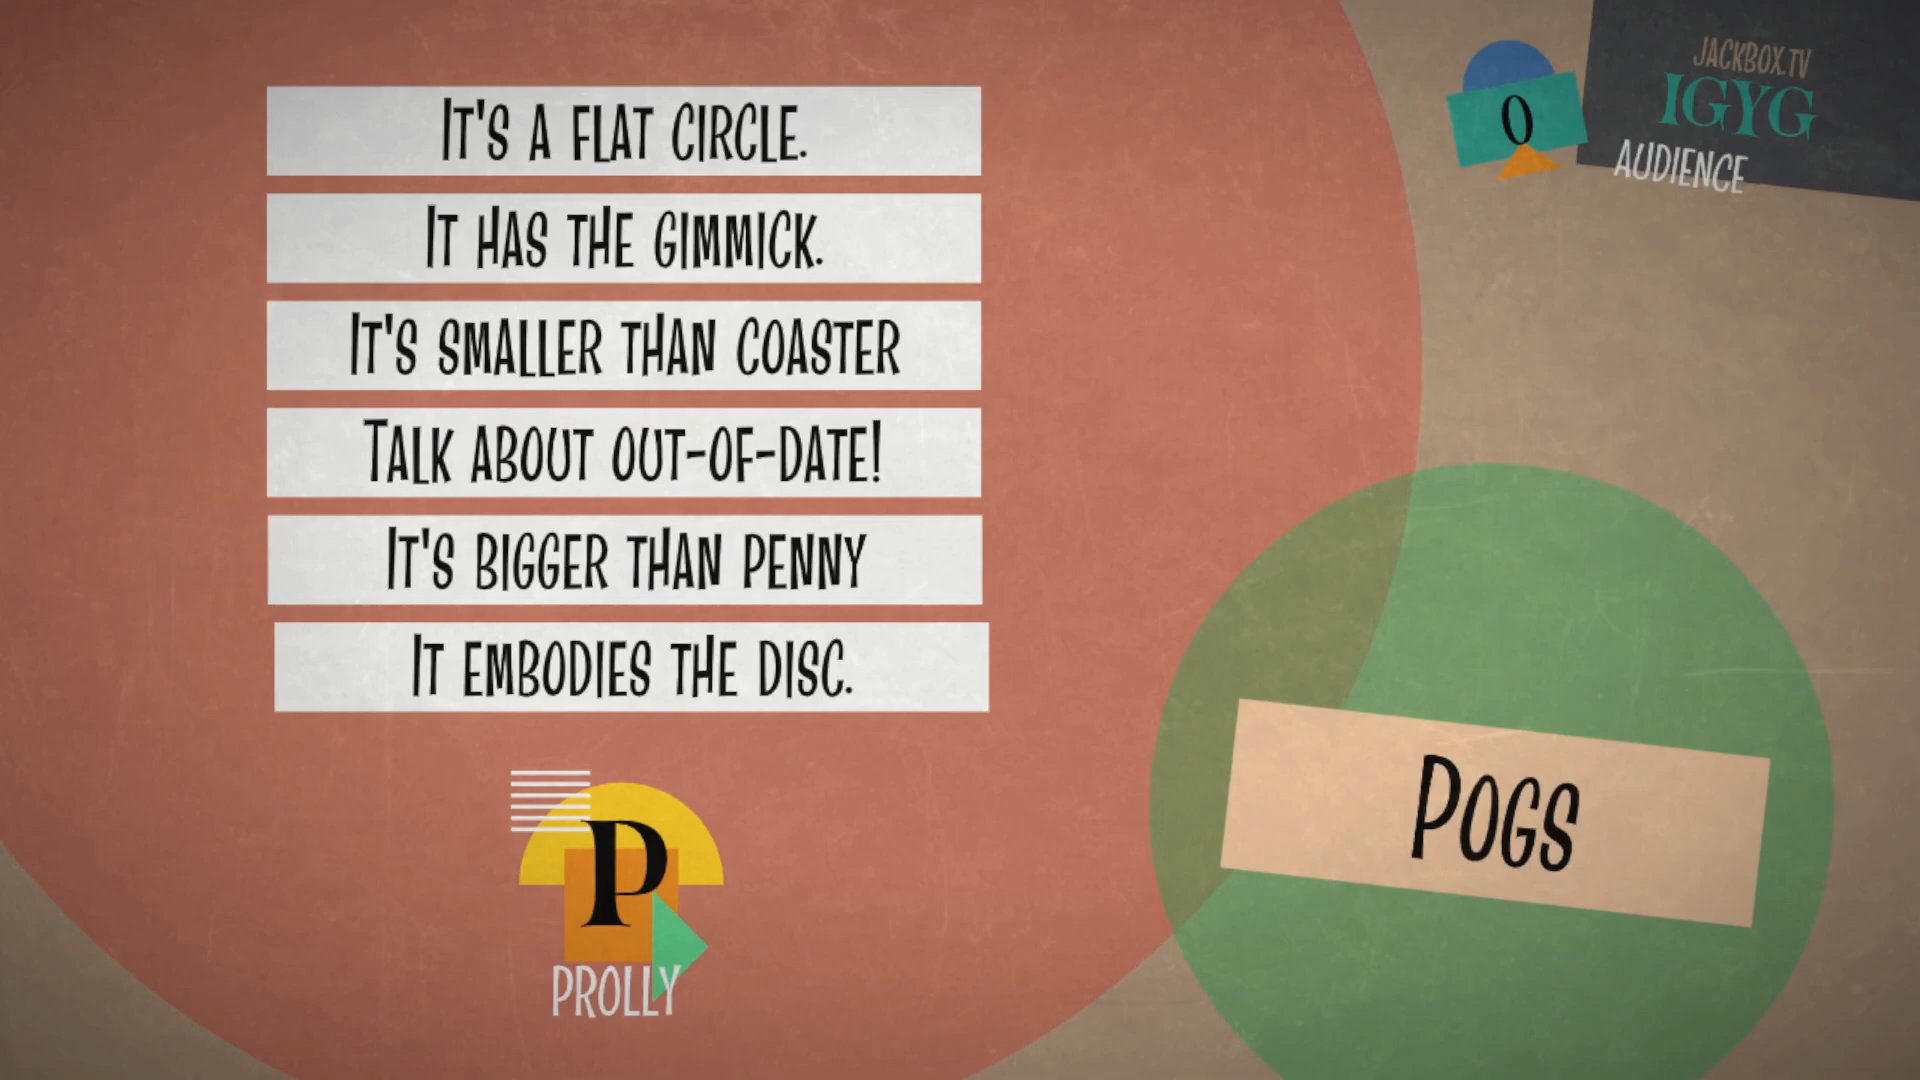 It's a flat circle.
It has the gimmick.
It's smaller than coaster
Talk about out-of-date!
It's bigger than penny
It embodies the disc.
P
PROLLY
Pogs
0
JACKBOX.TV
IGYG
AUDIENCE